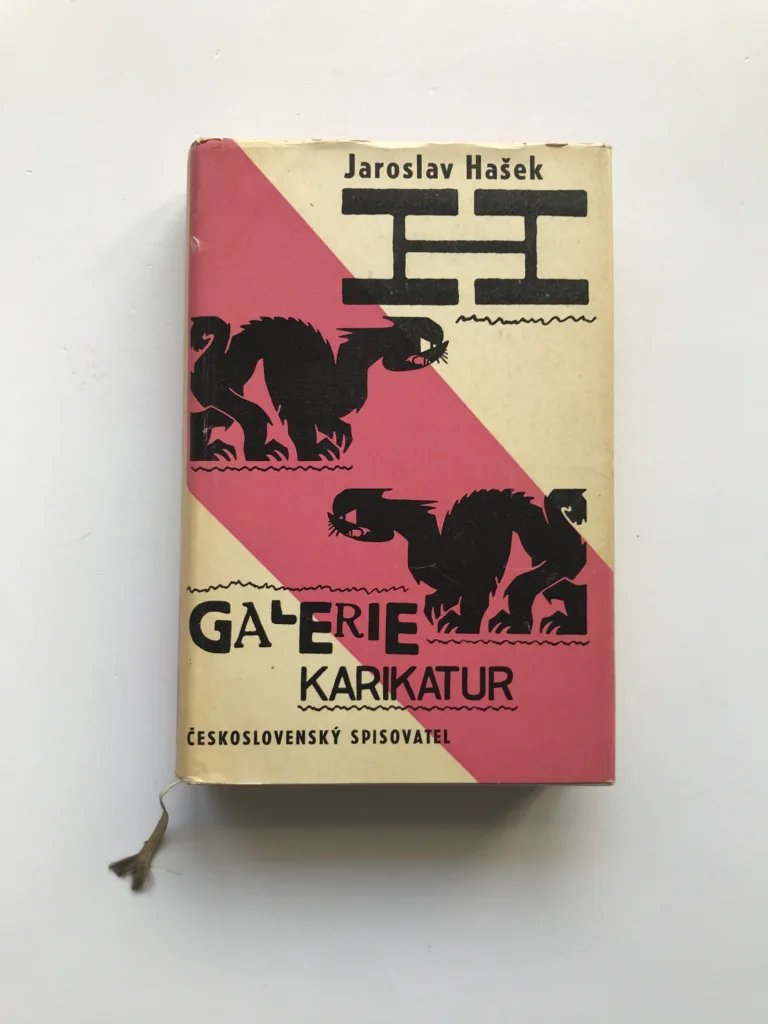 Jaroslav Hašek
H
GALERIE
KARIKATUR
ČESKOSLOVENSKÝ SPISOVATEL